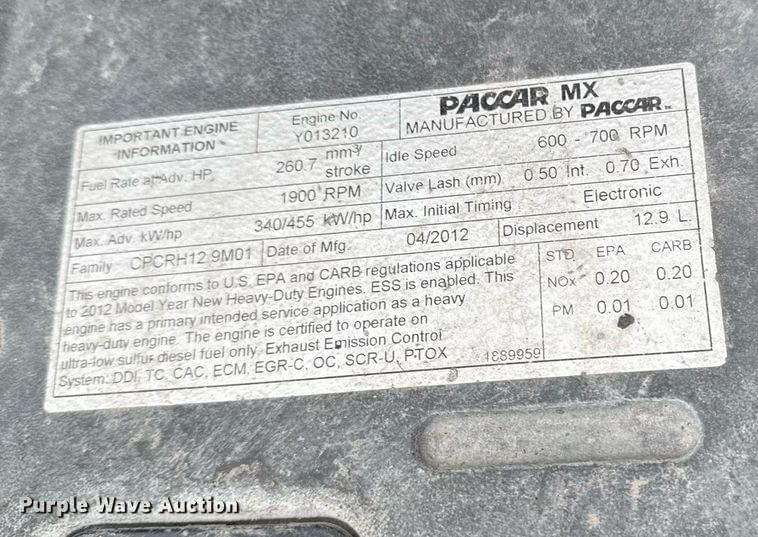 IMPORTANT ENGINE
INFORMATION
Engine No.
Y013210
PACCAR MX
MANUFACTURED BY PACCAR INC
Fuel Rate at Adv. HP
260.7 mm³/
stroke
Idle Speed 600 - 700 RPM
Max. Rated Speed 1900 RPM
Valve Lash (mm) 0.50 Int. 0.70 Exh.
Max. Adv. kW/hp 340/455 kW/hp
Max. Initial Timing Electronic
Family CPCRH12.9M01
Date of Mfg. 04/2012
Displacement 12.9 L.
This engine conforms to U.S. EPA and CARB regulations applicable
to 2012 Model Year New Heavy-Duty Engines. ESS is enabled. This
engine has a primary intended service application as a heavy
heavy-duty engine. The engine is certified to operate on
ultra-low sulfur diesel fuel only. Exhaust Emission Control
System: DDI, TC, CAC, ECM, EGR-C, OC, SCR-U, PTOX 1889959
STD EPA CARB
NOx 0.20 0.20
PM 0.01 0.01
Purple Wave Auction